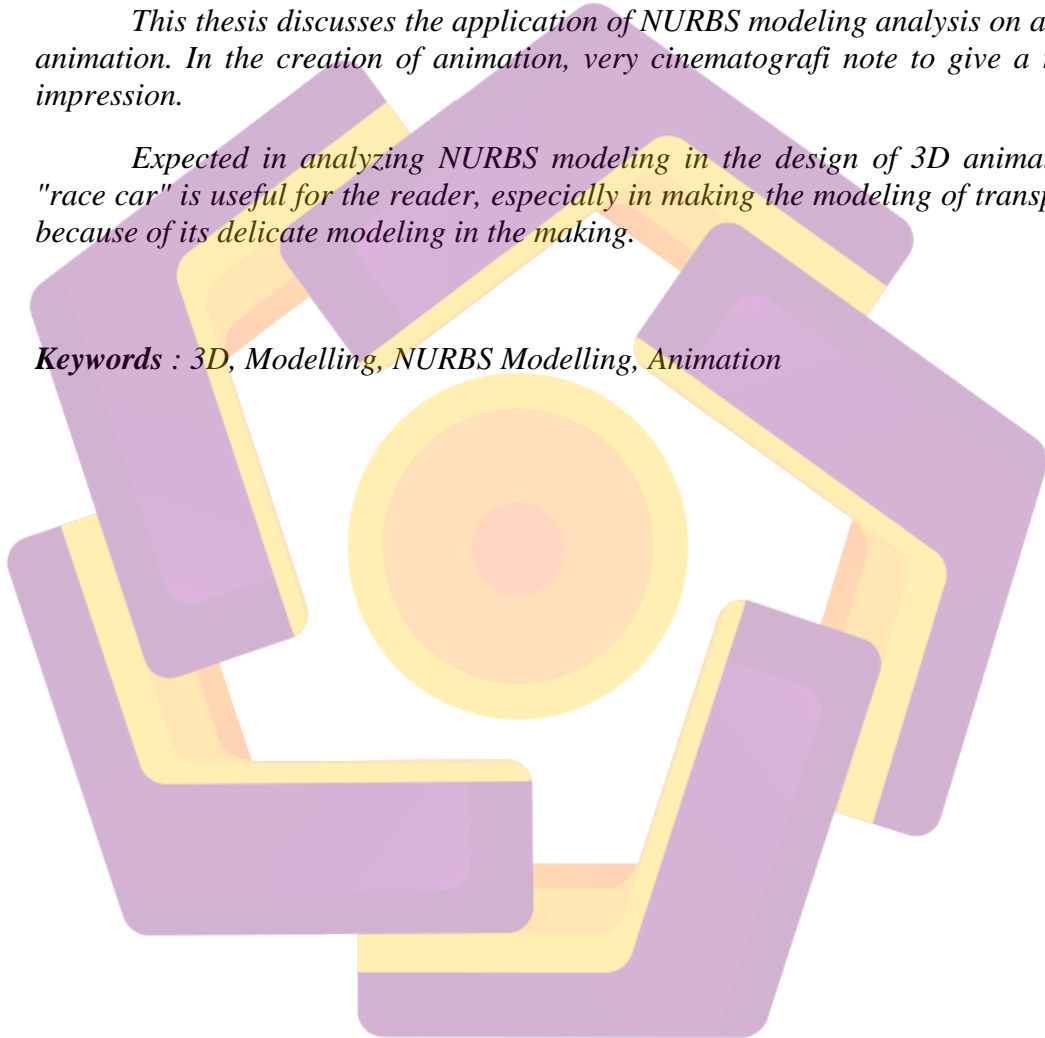 This thesis discusses the application of NURBS modeling analysis on a
animation. In the creation of animation, very cinematografi note to give a
impression.
Expected in analyzing NURBS modeling in the design of 3D
"race car" is useful for the reader, especially in making the modeling of
because of its delicate modeling in the making.
Keywords : 3D, Modelling, NURBS Modelling, Animation